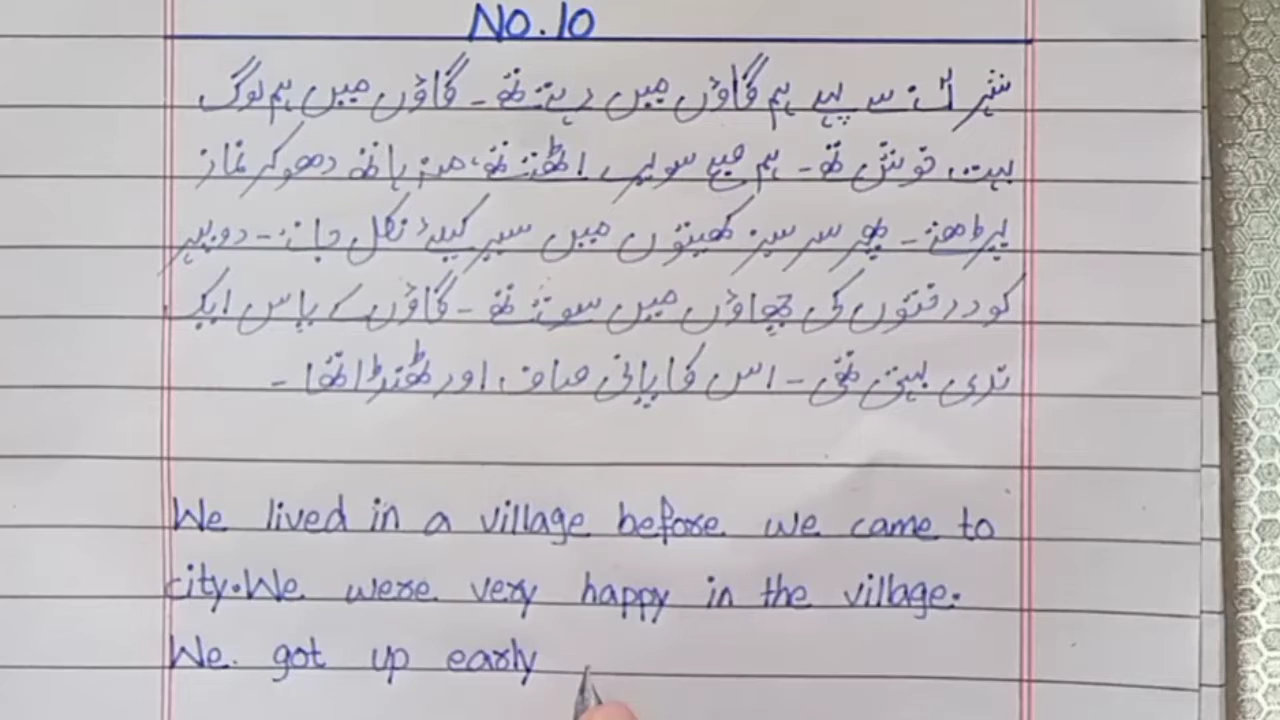 No.10
شہر آنے سے پہلے ہم گاؤں میں رہتے تھے ۔ گاؤں میں ہم لوگ
بہت خوش تھے ۔ ہم صبح سویرے اٹھتے تھے، منہ ہاتھ دھو کر نماز
پڑھتے ۔ پھر سر سبز کھیتوں میں سیر کیلئے نکل جاتے ۔ دوپہر
کو درختوں کی چھاؤں میں سوتے تھے ۔ گاؤں کے پاس ایک
ندی بہتی تھی ۔ اس کا پانی صاف اور ٹھنڈا تھا ۔
We lived in a village before we came to
city. We were very happy in the village.
We got up early